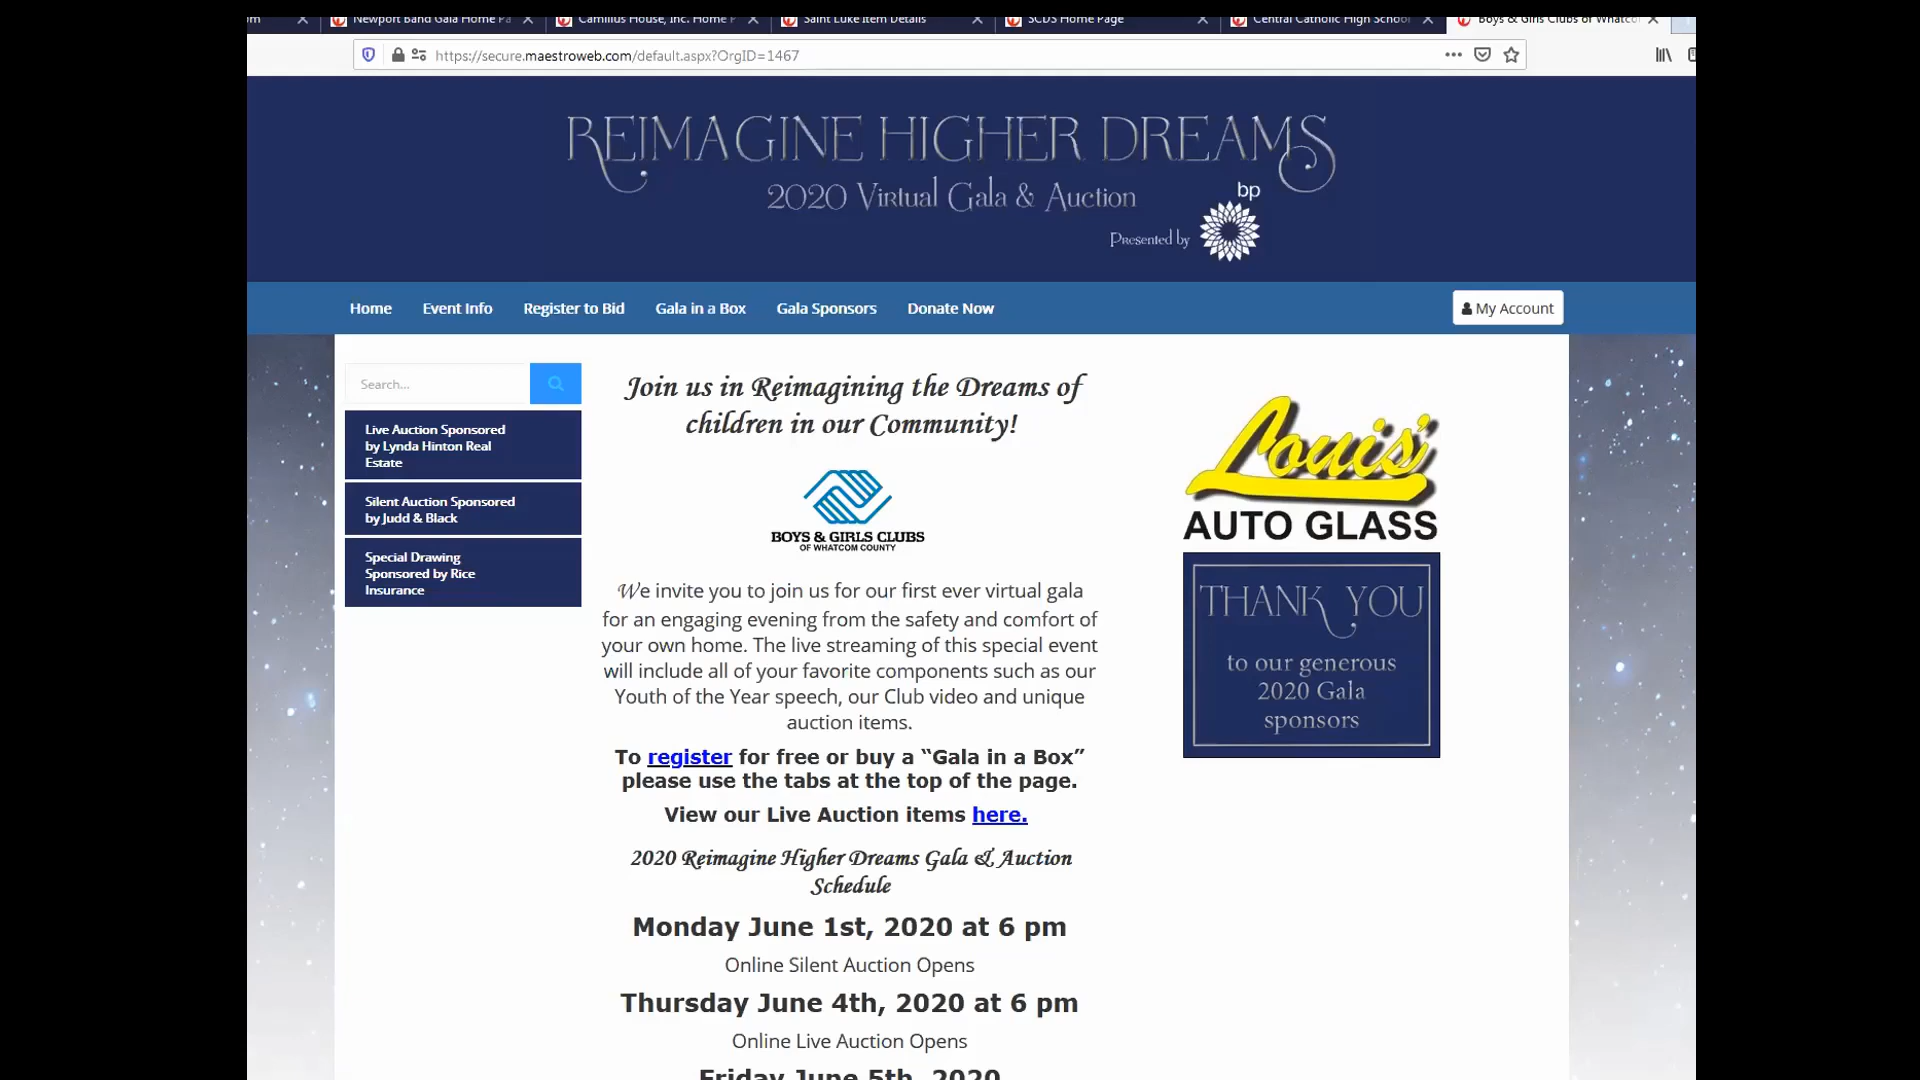 Newport Band Gala Home Pa
Camillus House, Inc. Home P
Saint Luke Item Details
SCDS Home Page
Central Catholic High School
Boys & Girls Clubs of Whatco
https://secure.maestroweb.com/default.aspx?OrgID=1467
REIMAGINE HIGHER DREAMS
2020 Virtual Gala & Auction
bp
Presented by
Home
Event Info
Register to Bid
Gala in a Box
Gala Sponsors
Donate Now
My Account
Search...
Live Auction Sponsored
by Lynda Hinton Real
Estate
Silent Auction Sponsored
by Judd & Black
Special Drawing
Sponsored by Rice
Insurance
Join us in Reimagining the Dreams of
children in our Community!
BOYS & GIRLS CLUBS
OF WHATCOM COUNTY
We invite you to join us for our first ever virtual gala
for an engaging evening from the safety and comfort of
your own home. The live streaming of this special event
will include all of your favorite components such as our
Youth of the Year speech, our Club video and unique
auction items.
To register for free or buy a “Gala in a Box”
please use the tabs at the top of the page.
View our Live Auction items here.
2020 Reimagine Higher Dreams Gala & Auction
Schedule
Monday June 1st, 2020 at 6 pm
Online Silent Auction Opens
Thursday June 4th, 2020 at 6 pm
Online Live Auction Opens
Friday June 5th, 2020
Louis'
AUTO GLASS
THANK YOU
to our generous
2020 Gala
sponsors